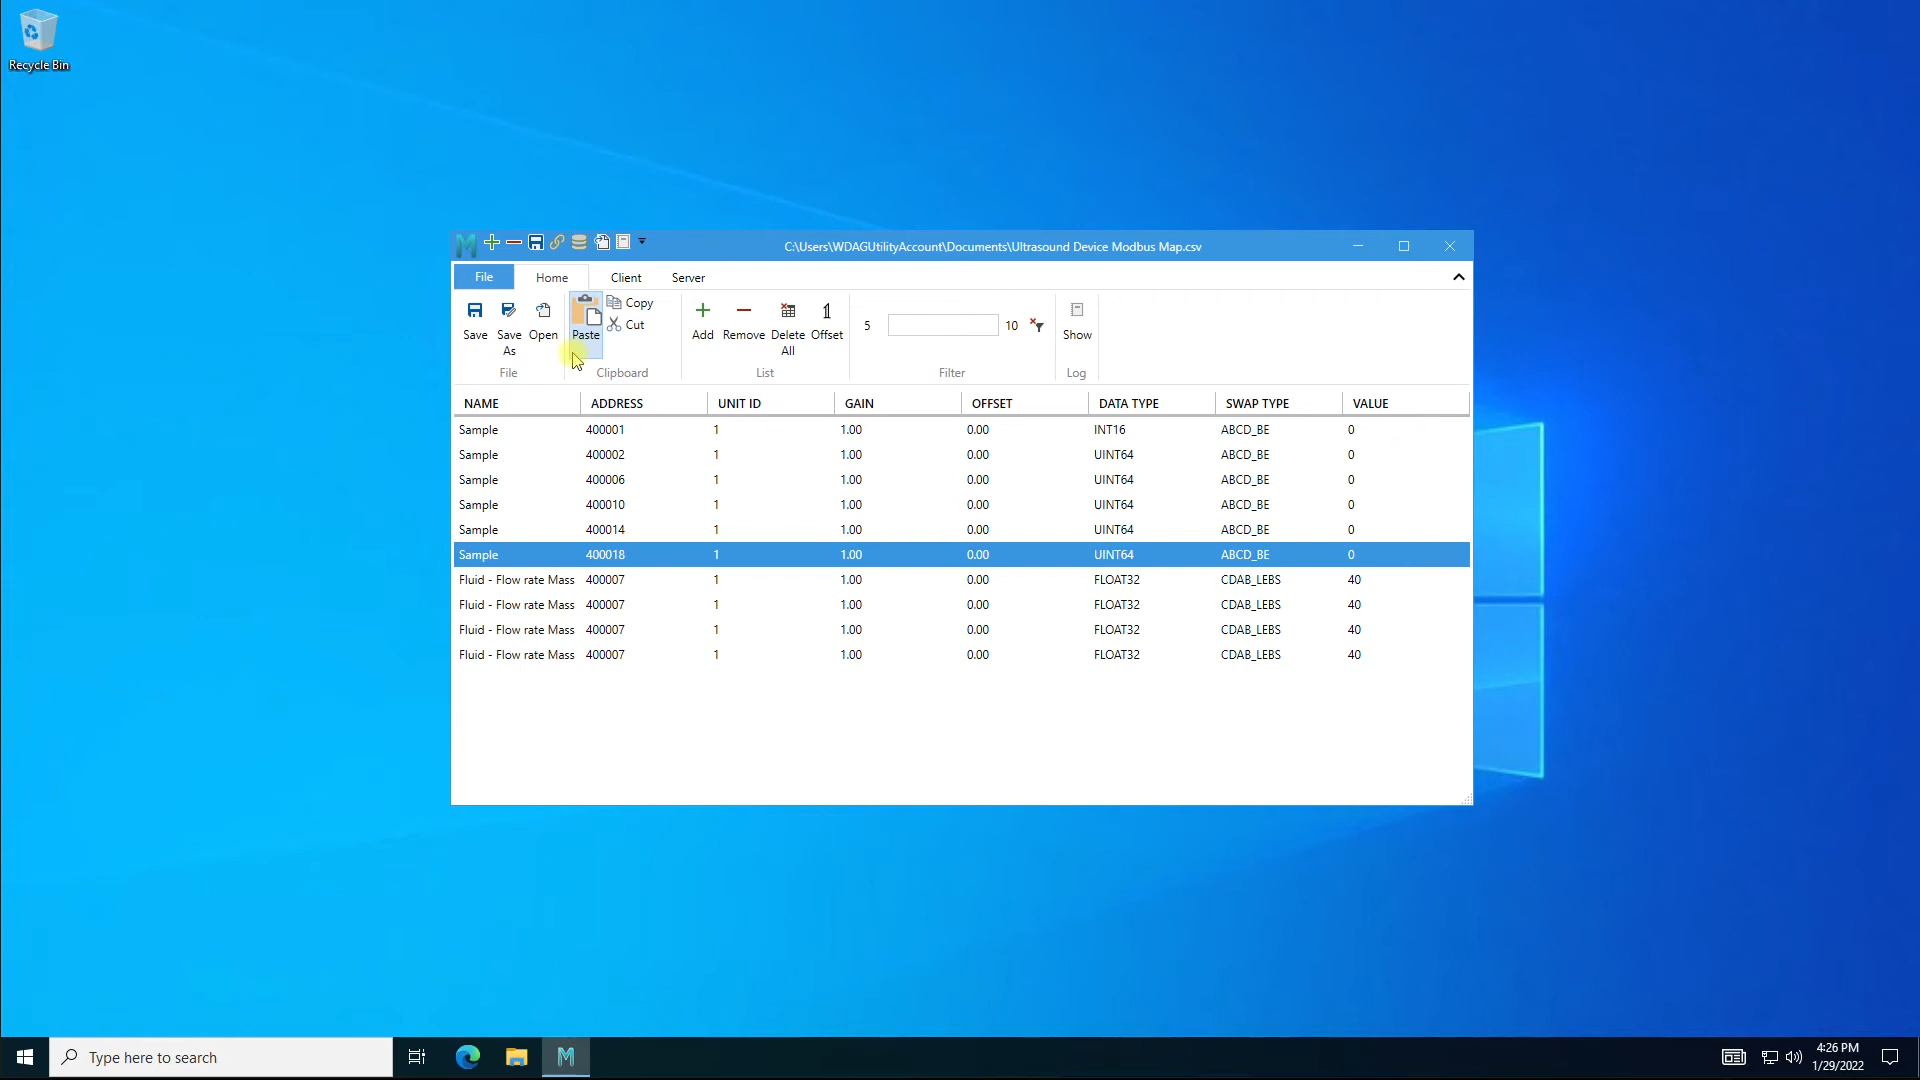 Recycle Bin
C:\Users\WDAGUtilityAccount\Documents\Ultrasound Device Modbus Map.csv
File Home Client Server
Save Save As Open Paste Copy Cut Add Remove Delete All Offset 5 10 Show
File Clipboard List Filter Log
NAME ADDRESS UNIT ID GAIN OFFSET DATA TYPE SWAP TYPE VALUE
Sample 400001 1 1.00 0.00 INT16 ABCD_BE 0
Sample 400002 1 1.00 0.00 UINT64 ABCD_BE 0
Sample 400006 1 1.00 0.00 UINT64 ABCD_BE 0
Sample 400010 1 1.00 0.00 UINT64 ABCD_BE 0
Sample 400014 1 1.00 0.00 UINT64 ABCD_BE 0
Sample 400018 1 1.00 0.00 UINT64 ABCD_BE 0
Fluid - Flow rate Mass 400007 1 1.00 0.00 FLOAT32 CDAB_LEBS 40
Fluid - Flow rate Mass 400007 1 1.00 0.00 FLOAT32 CDAB_LEBS 40
Fluid - Flow rate Mass 400007 1 1.00 0.00 FLOAT32 CDAB_LEBS 40
Fluid - Flow rate Mass 400007 1 1.00 0.00 FLOAT32 CDAB_LEBS 40
Type here to search
4:26 PM
1/29/2022